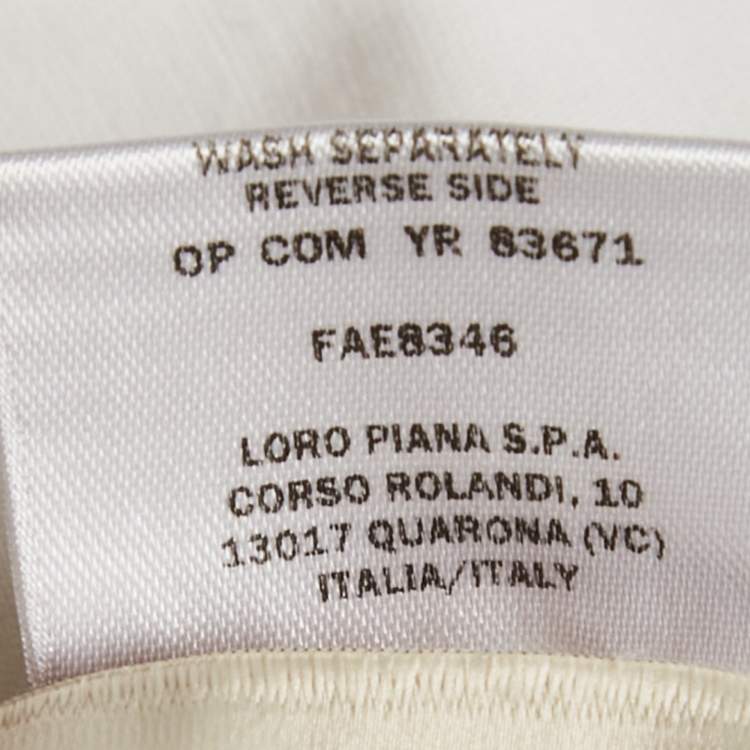 WASH SEPARATELY
REVERSE SIDE
OP COM YR 83671
FAE8346
LORO PIANA S.P.A.
CORSO ROLANDI, 10
13017 QUARONA (VC)
ITALIA/ITALY